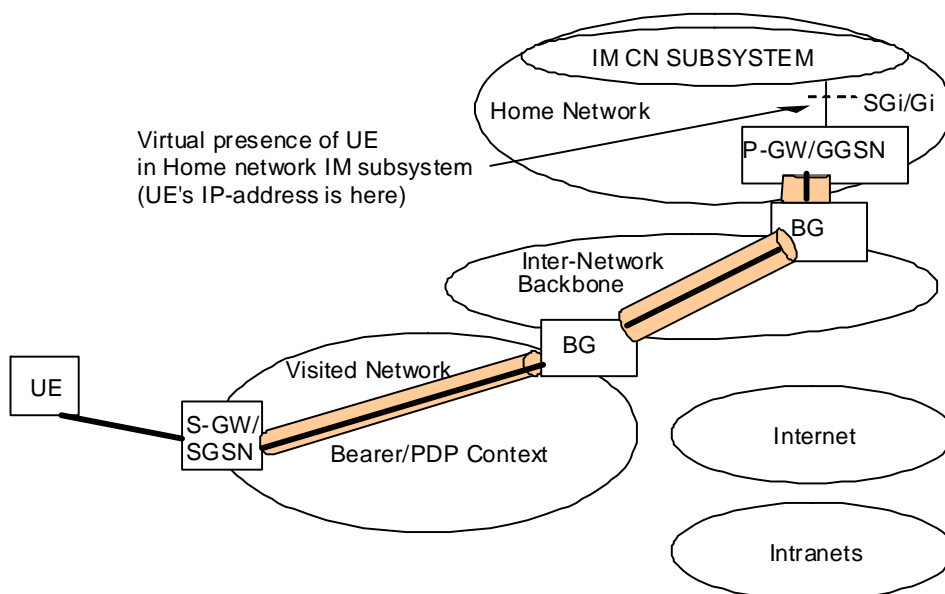 IM CN SUBSYSTEM
Home Network
SGi/Gi
Virtual presence of UE
in Home network IM subsystem
(UE's IP-address is here)
P-GW/GGSN
BG
Inter-Network
Backbone
BG
Visited Network
UE
S-GW/
SGSN
Bearer/PDP Context
Internet
Intranets